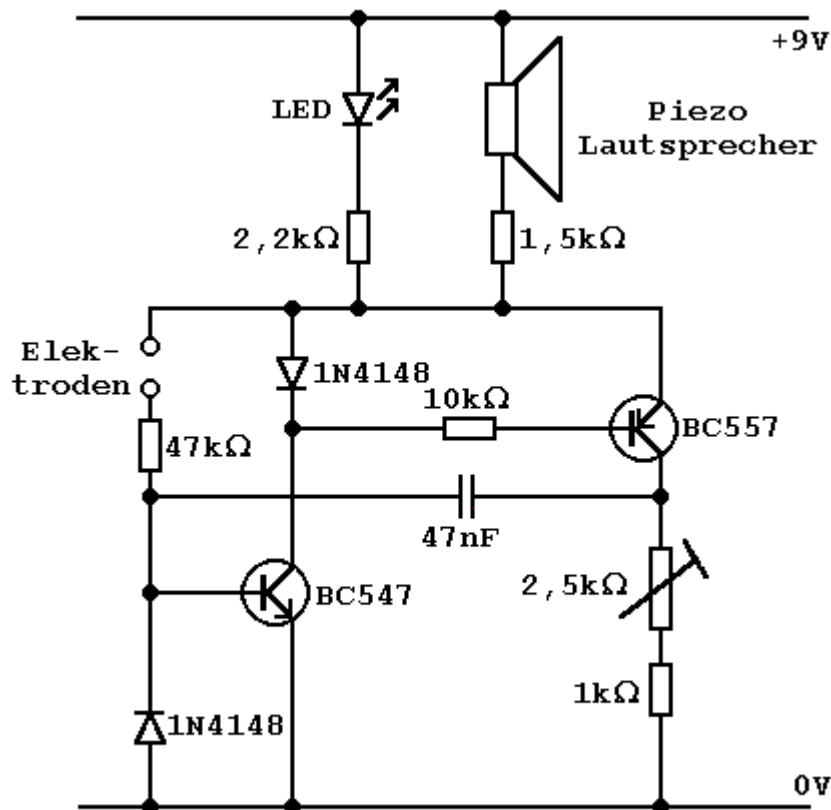 +9V
LED
Piezo
Lautsprecher
2,2kΩ
1,5kΩ
Elek-
troden
1N4148
10kΩ
BC557
47kΩ
47nF
BC547
2,5kΩ
1kΩ
1N4148
0V